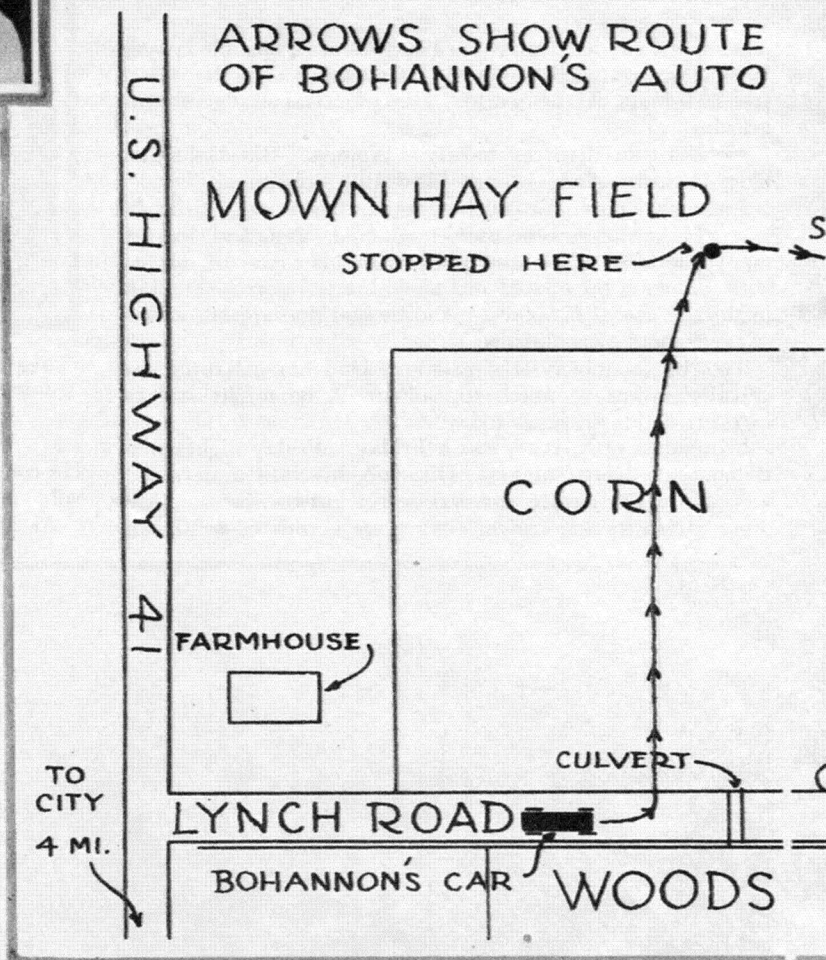 ARROWS SHOW ROUTE
OF BOHANNON'S AUTO
U.S. HIGHWAY 41
MOWN HAY FIELD
STOPPED HERE
CORN
FARMHOUSE
CULVERT
TO
CITY
4 MI.
LYNCH ROAD
BOHANNON'S CAR
WOODS